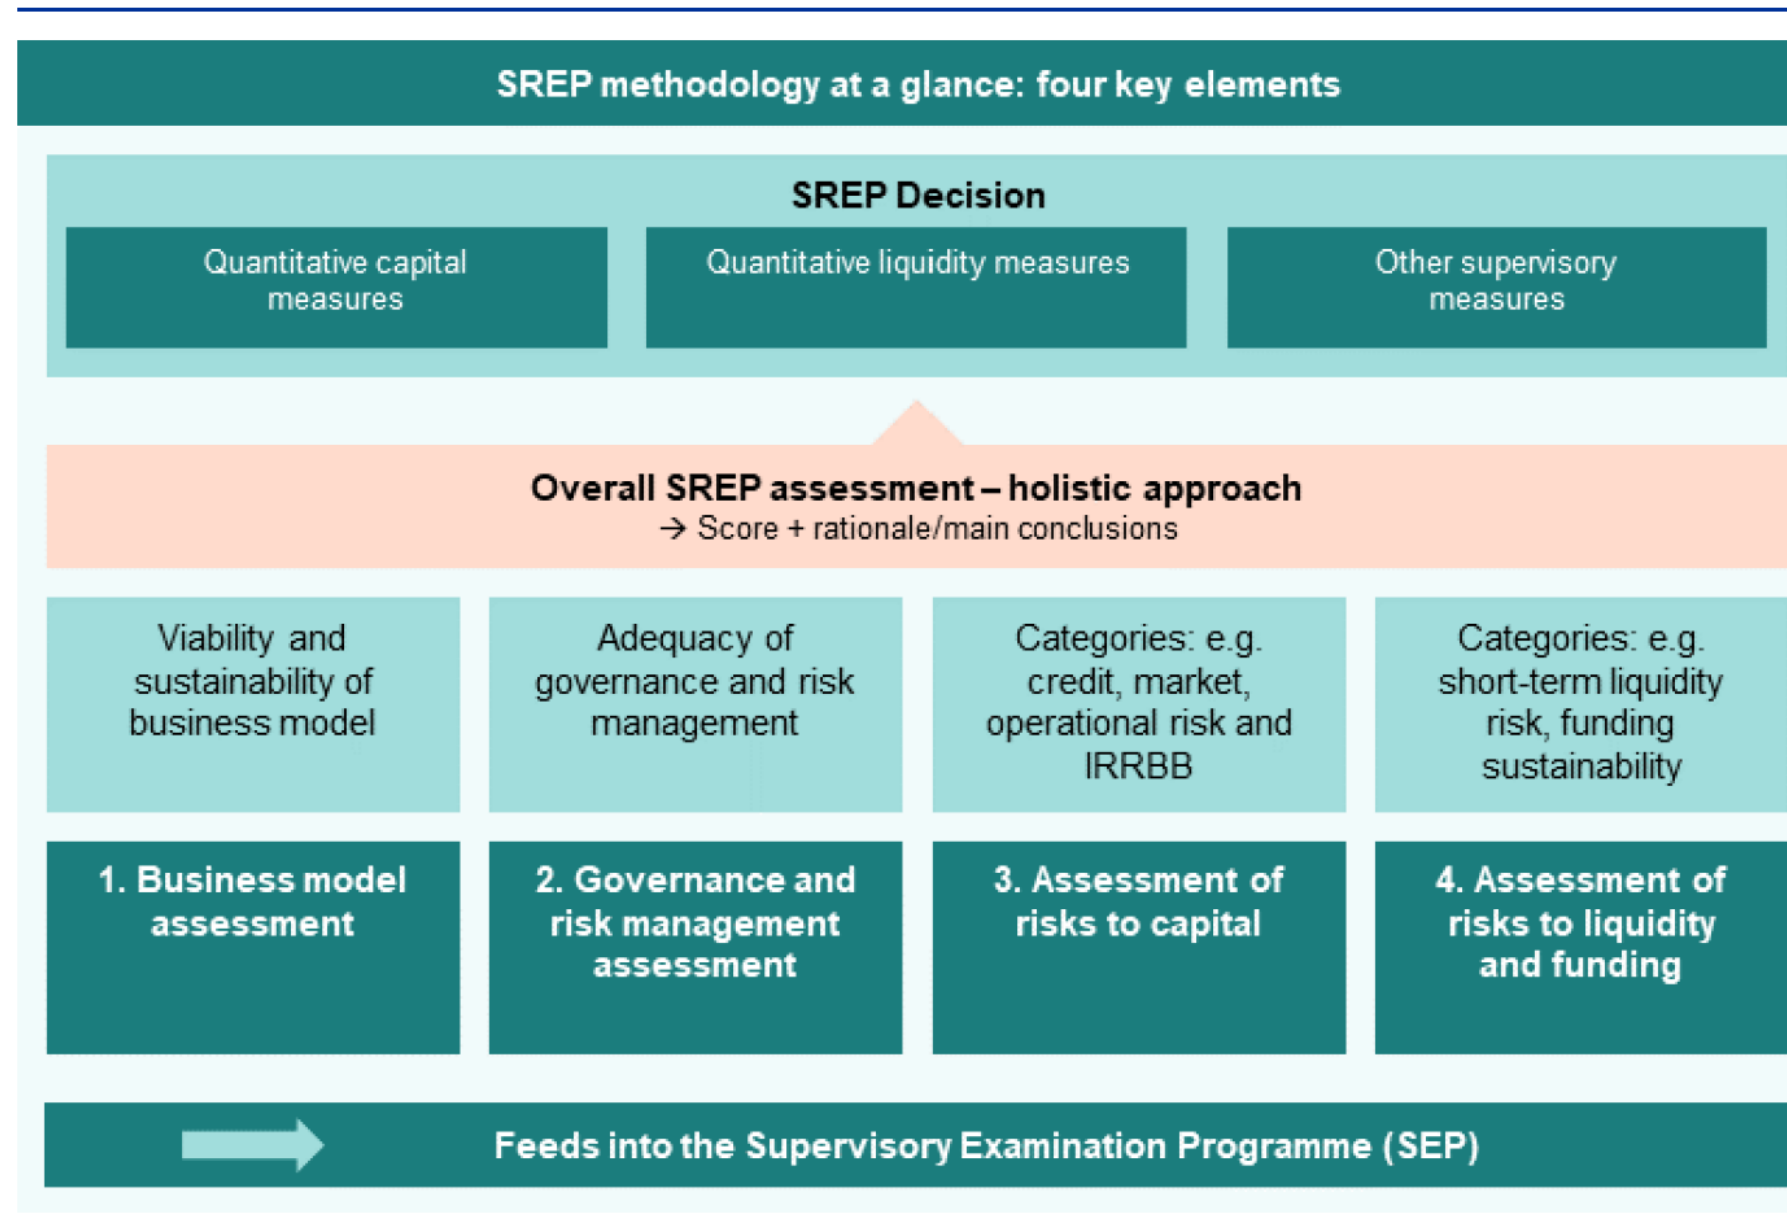 SREP methodology at a glance: four key elements
SREP Decision
Quantitative capital
measures
Quantitative liquidity measures
Other supervisory
measures
Overall SREP assessment – holistic approach
→ Score + rationale/main conclusions
Viability and
sustainability of
business model
Adequacy of
governance and risk
management
Categories: e.g.
credit, market,
operational risk and
IRRBB
Categories: e.g.
short-term liquidity
risk, funding
sustainability
1. Business model
assessment
2. Governance and
risk management
assessment
3. Assessment of
risks to capital
4. Assessment of
risks to liquidity
and funding
Feeds into the Supervisory Examination Programme (SEP)